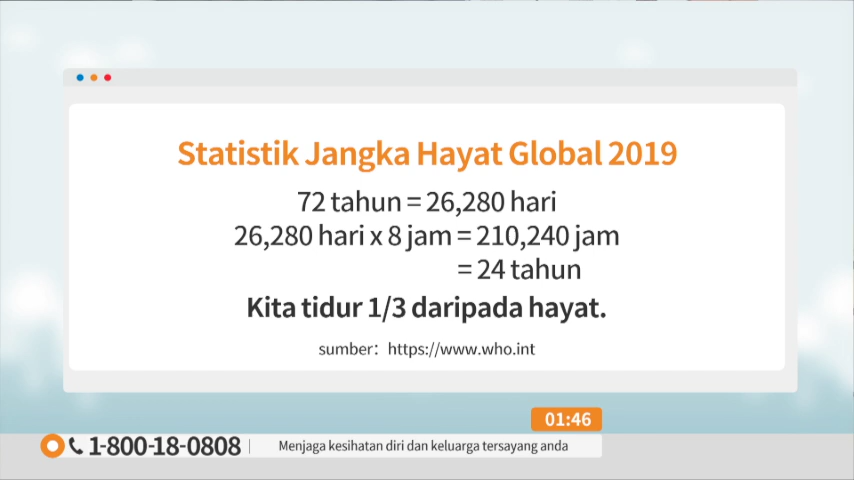 Statistik Jangka Hayat Global 2019
72 tahun = 26,280 hari
26,280 hari x 8 jam = 210,240 jam
= 24 tahun
Kita tidur 1/3 daripada hayat.
sumber: https://www.who.int
01:46
1-800-18-0808
Menjaga kesihatan diri dan keluarga tersayang anda